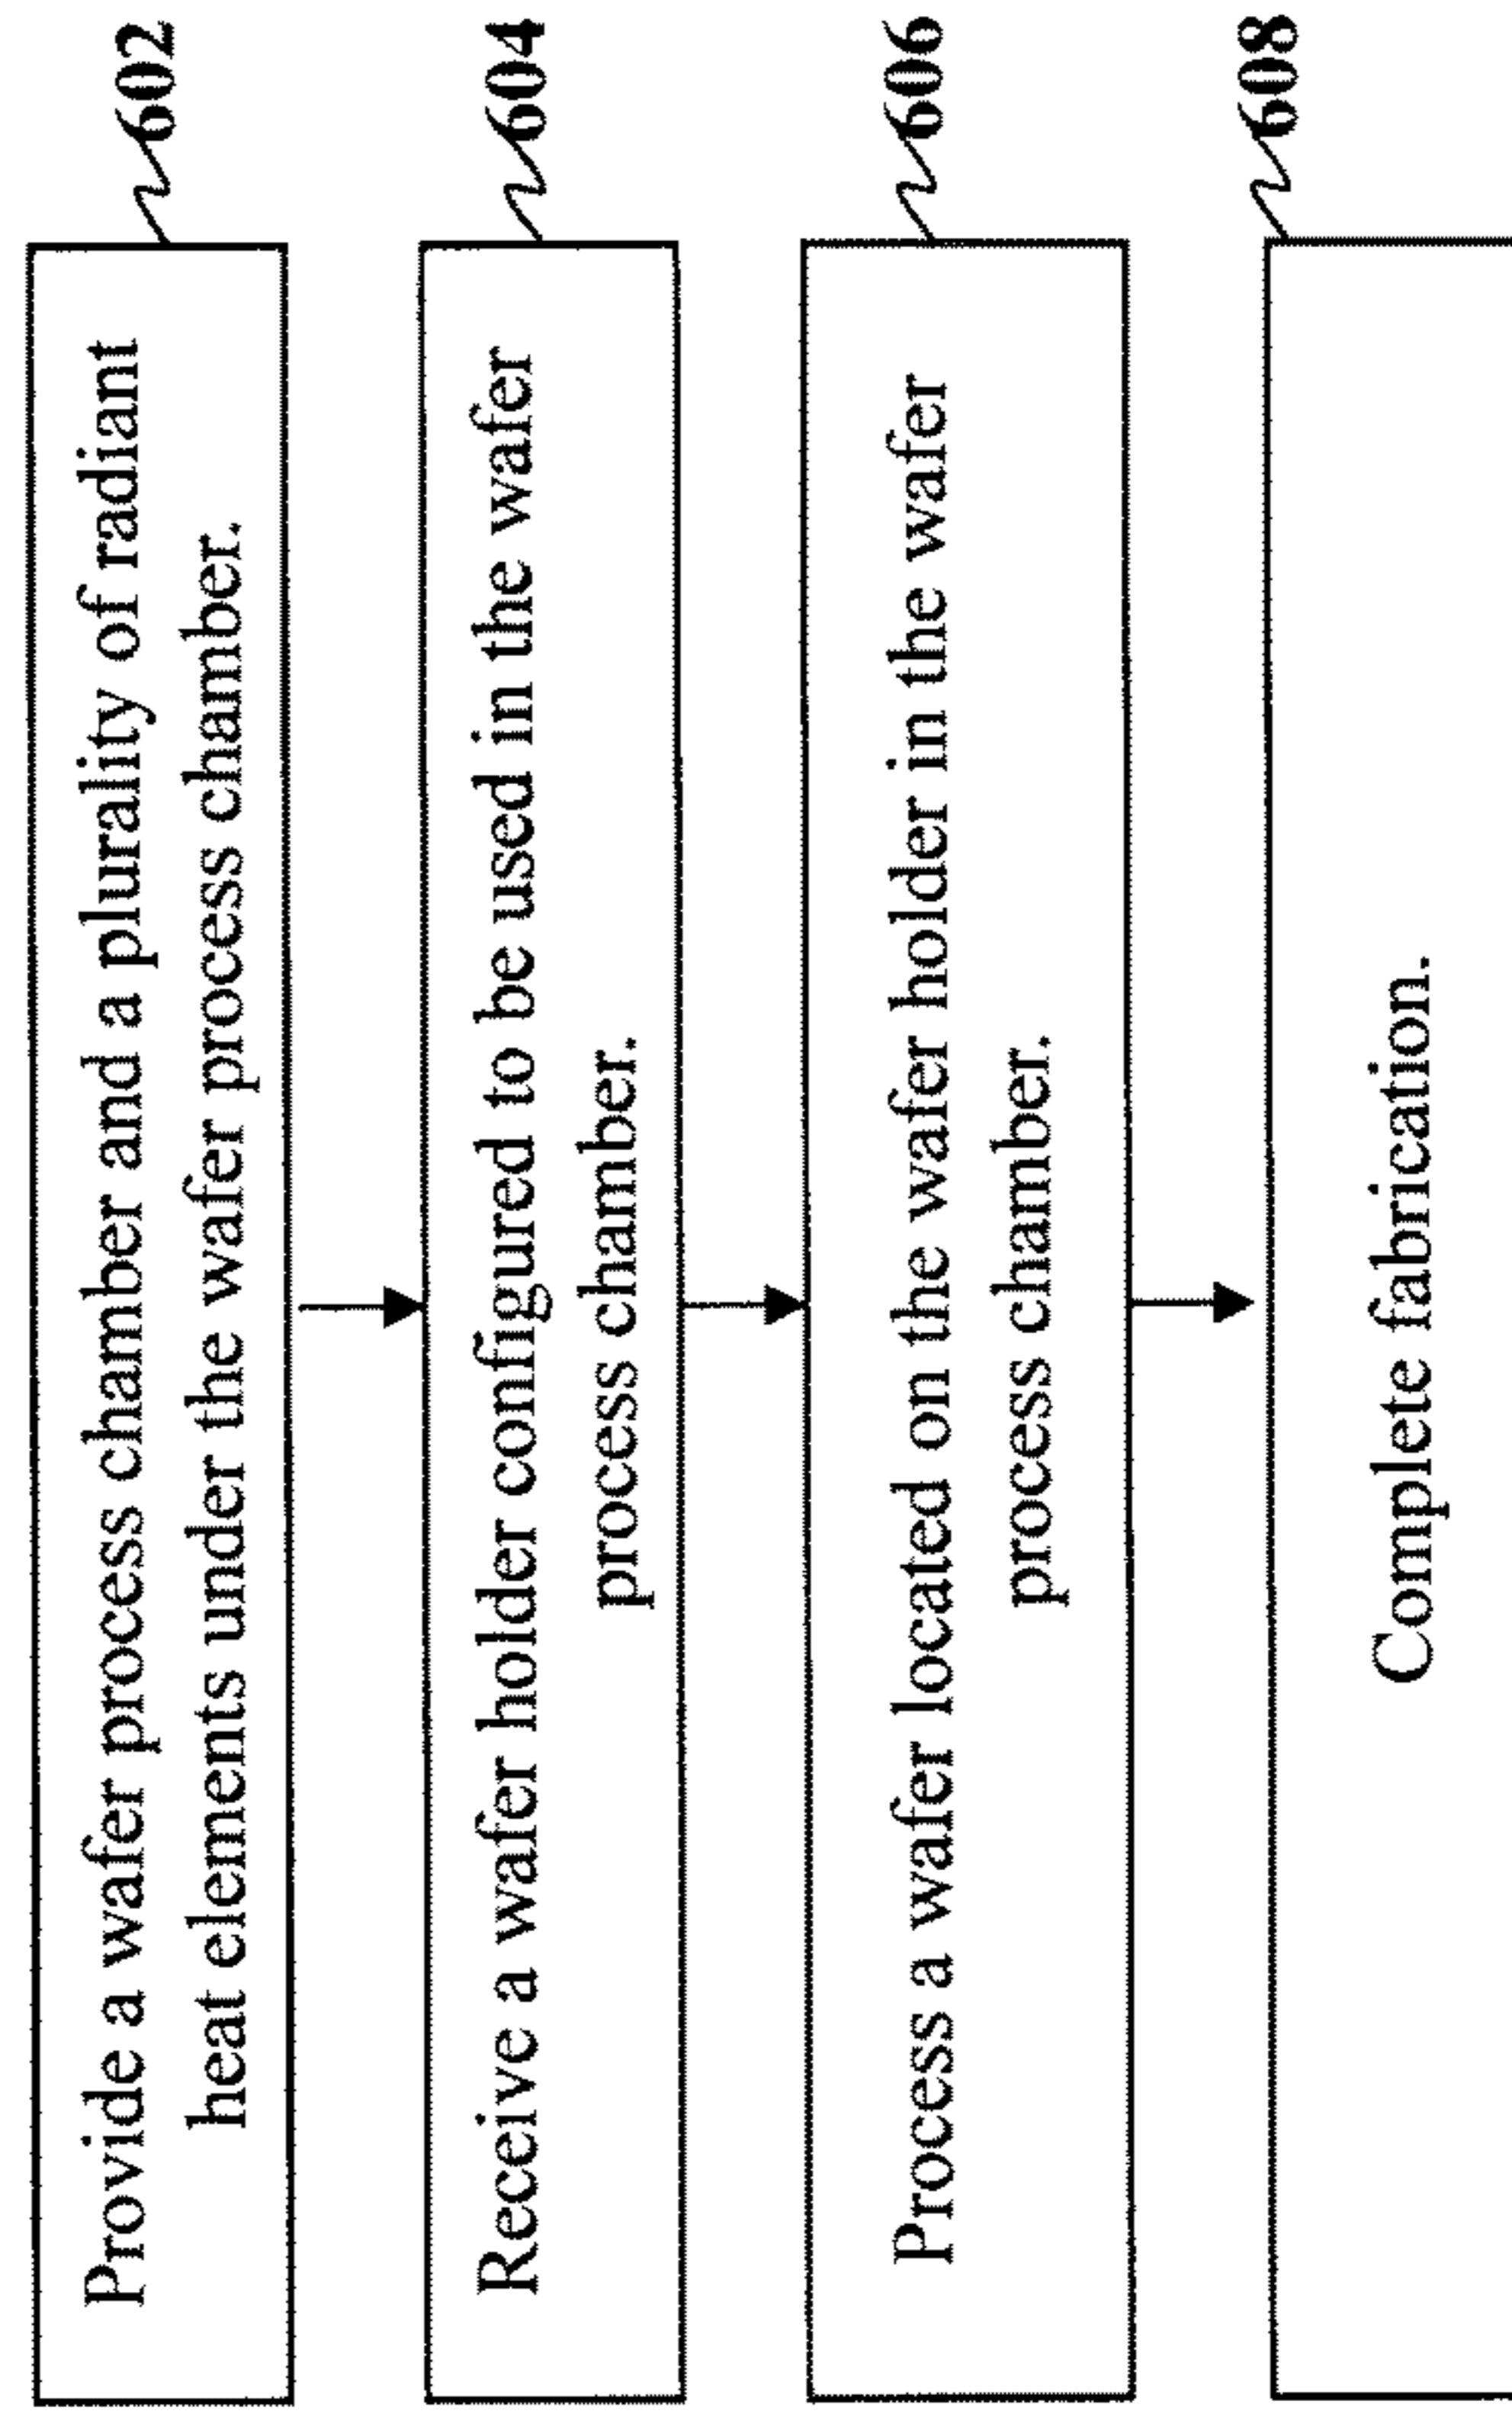 Provide a wafer process chamber and a plurality of radiant
heat elements under the wafer process chamber.
602
Receive a wafer holder configured to be used in the wafer
process chamber.
604
Process a wafer located on the wafer holder in the wafer
process chamber.
606
Complete fabrication.
608